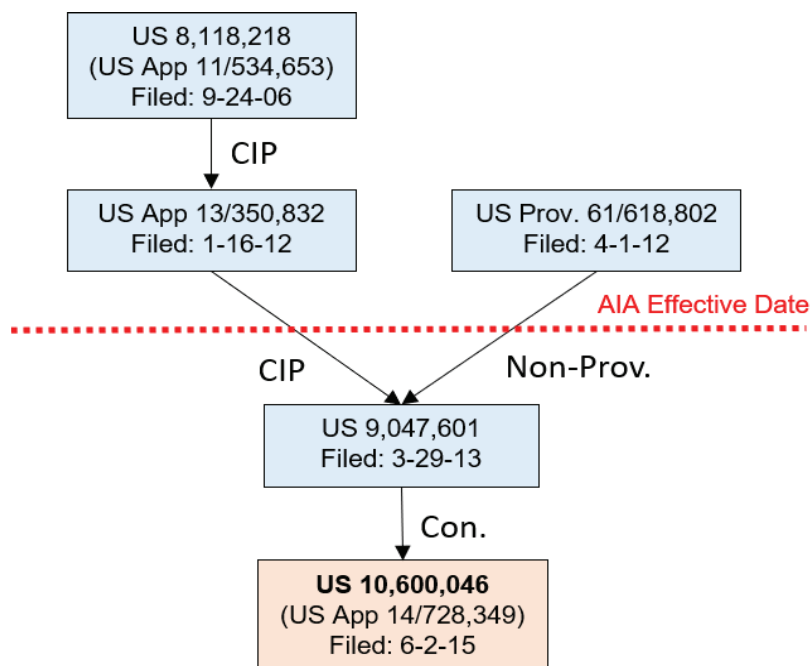 US 8,118,218
(US App 11/534,653)
Filed: 9-24-06
CIP
US App 13/350,832
Filed: 1-16-12
US Prov. 61/618,802
Filed: 4-1-12
AIA Effective Date
CIP
Non-Prov.
US 9,047,601
Filed: 3-29-13
Con.
US 10,600,046
(US App 14/728,349)
Filed: 6-2-15